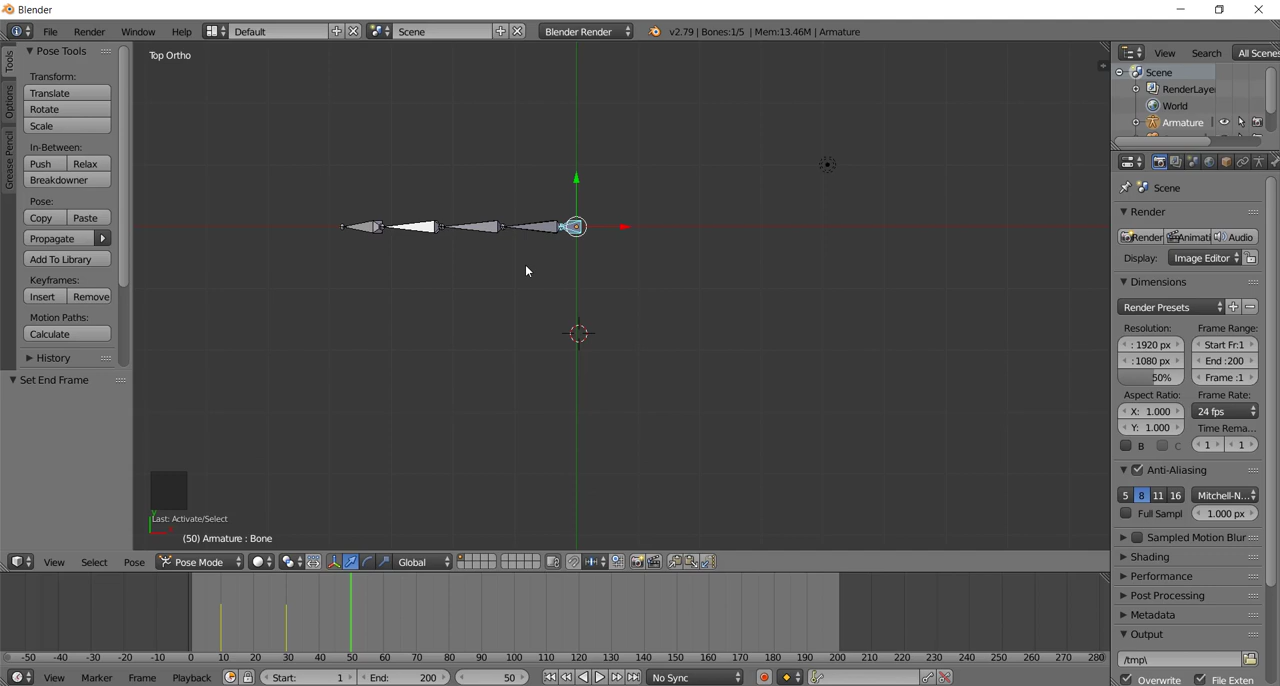 Blender
File Render Window Help Default Scene Blender Render v2.79 | Bones:1/5 | Mem:13.46M | Armature
Tools
Options
Grease Pencil
Pose Tools
Transform:
Translate
Rotate
Scale
In-Between:
Push Relax
Breakdowner
Pose:
Copy Paste
Propagate
Add To Library
Keyframes:
Insert Remove
Motion Paths:
Calculate
History
Set End Frame
Top Ortho
Last: Activate/Select
(50) Armature : Bone
View Select Pose Pose Mode Global
-50 -40 -30 -20 -10 0 10 20 30 40 50 60 70 80 90 100 110 120 130 140 150 160 170 180 190 200 210 220 230 240 250 260 270 280
View Marker Frame Playback Start: 1 End: 200 50 No Sync
View Search All Scenes
Scene
RenderLayer
World
Armature
Scene
Render
Render Animati Audio
Display: Image Editor
Dimensions
Render Presets
Resolution: Frame Range:
: 1920 px Start Fr:1
:1080 px End :200
50% Frame :1
Aspect Ratio: Frame Rate:
X: 1.000 24 fps
Y: 1.000 Time Rema...
B C 1 1
Anti-Aliasing
5 8 11 16 Mitchell-N...
Full Sampl 1.000 px
Sampled Motion Blur
Shading
Performance
Post Processing
Metadata
Output
/tmp\
Overwrite File Exten